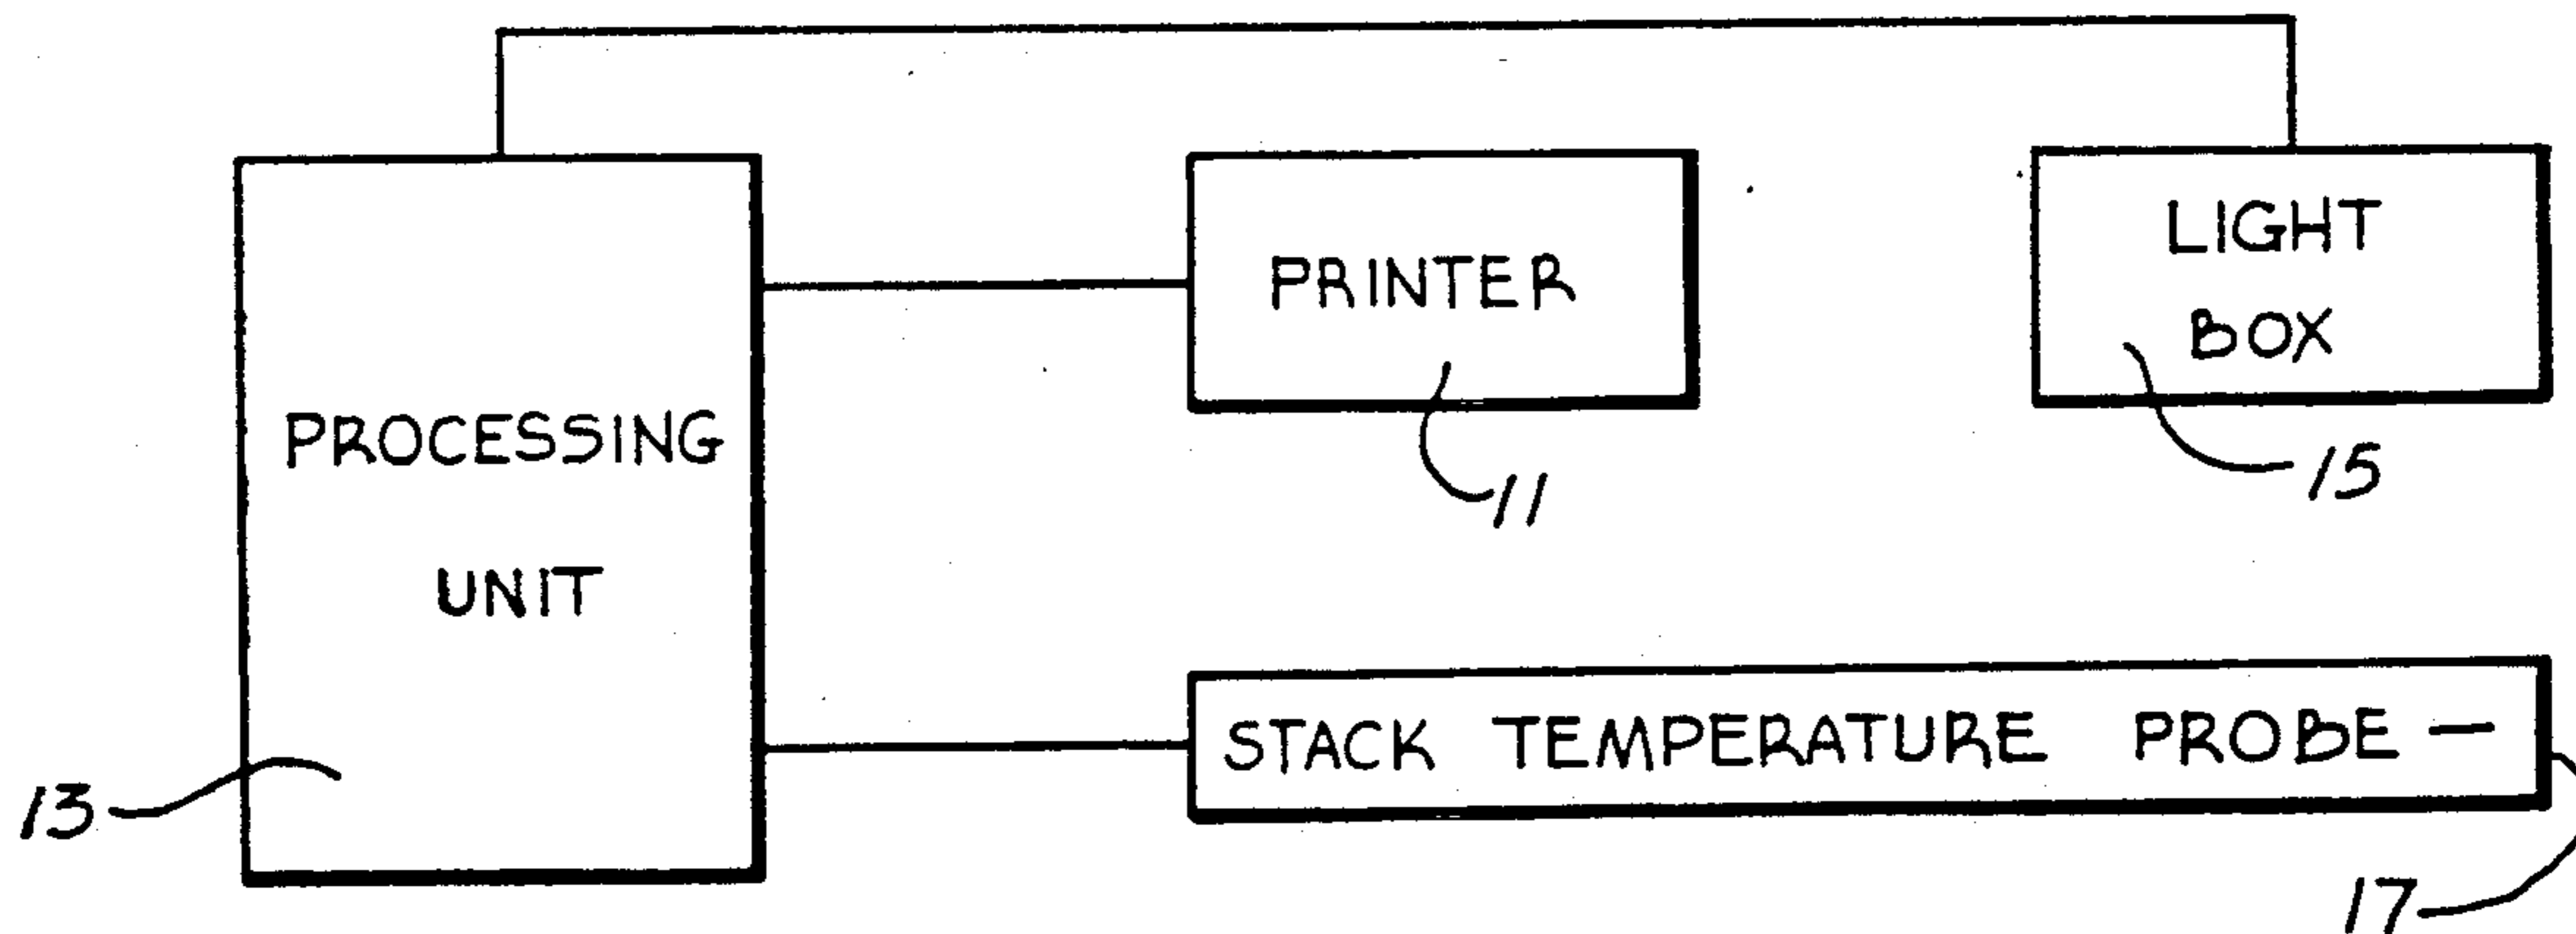 PROCESSING
UNIT
13
PRINTER
11
LIGHT
BOX
15
STACK TEMPERATURE PROBE
17